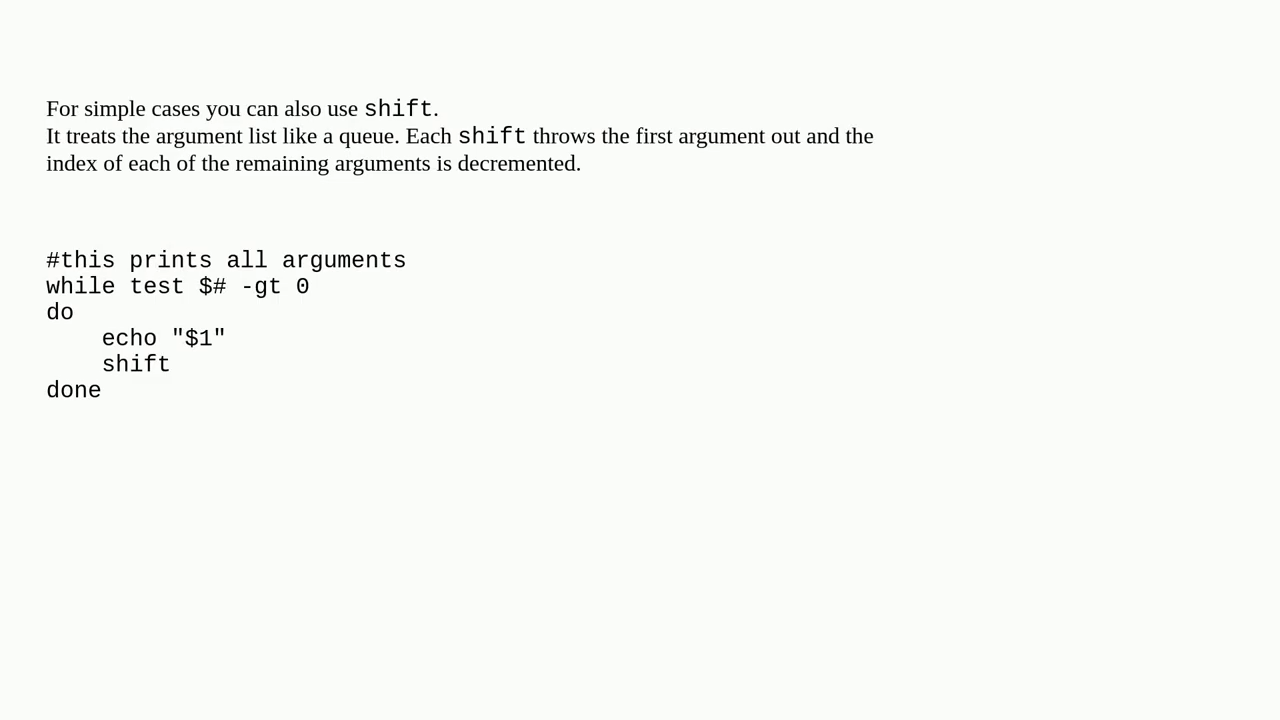 For simple cases you can also use shift.
It treats the argument list like a queue. Each shift throws the first argument out and the
index of each of the remaining arguments is decremented.
#this prints all arguments
while test $# -gt 0
do
    echo "$1"
    shift
done